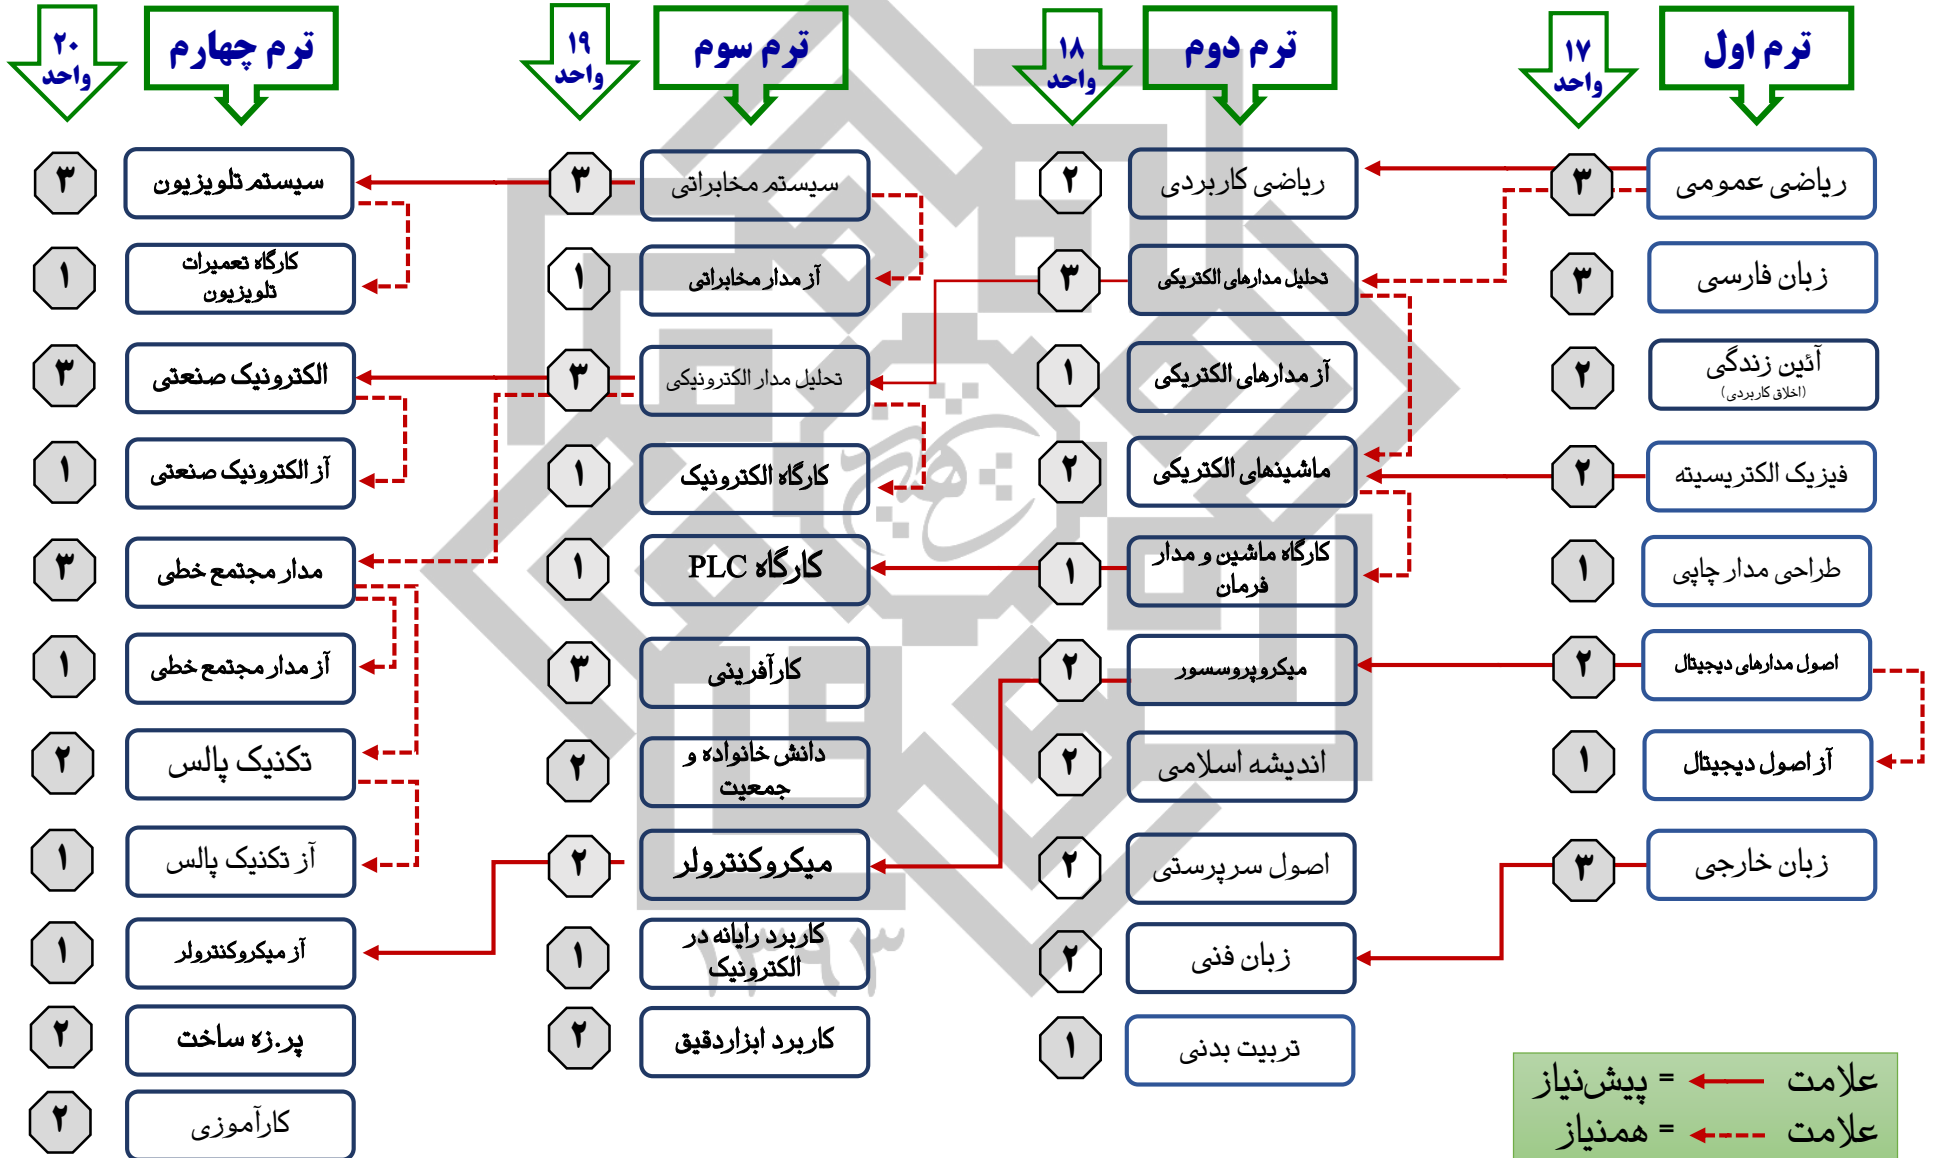 ترم اول
۱۷
واحد
ریاضی عمومی
۳
زبان فارسی
۳
آئین زندگی
(اخلاق کاربردی)
۲
فیزیک الکتریسیته
۲
طراحی مدار چاپی
۱
اصول مدارهای دیجیتال
۲
آز اصول دیجیتال
۱
زبان خارجی
۳
ترم دوم
۱۸
واحد
ریاضی کاربردی
۲
تحلیل مدارهای الکتریکی
۳
آز مدارهای الکتریکی
۱
ماشینهای الکتریکی
۲
کارگاه ماشین و مدار
فرمان
۱
میکروپروسسور
۲
اندیشه اسلامی
۲
اصول سرپرستی
۲
زبان فنی
۲
تربیت بدنی
۱
ترم سوم
۱۹
واحد
سیستم مخابراتی
۳
آز مدار مخابراتی
۱
تحلیل مدار الکترونیکی
۳
کارگاه الکترونیک
۱
کارگاه PLC
۱
کارآفرینی
۳
دانش خانواده و
جمعیت
۲
میکروکنترولر
۲
کاربرد رایانه در
الکترونیک
۱
کاربرد ابزاردقیق
۲
ترم چهارم
۲۰
واحد
سیستم تلویزیون
۳
کارگاه تعمیرات
تلویزیون
۱
الکترونیک صنعتی
۳
آز الکترونیک صنعتی
۱
مدار مجتمع خطی
۳
آز مدار مجتمع خطی
۱
تکنیک پالس
۲
آز تکنیک پالس
۱
آز میکروکنترولر
۱
پر.زه ساخت
۲
کارآموزی
۲
علامت = پیش‌نیاز
علامت = همنیاز
۱۳۹۳